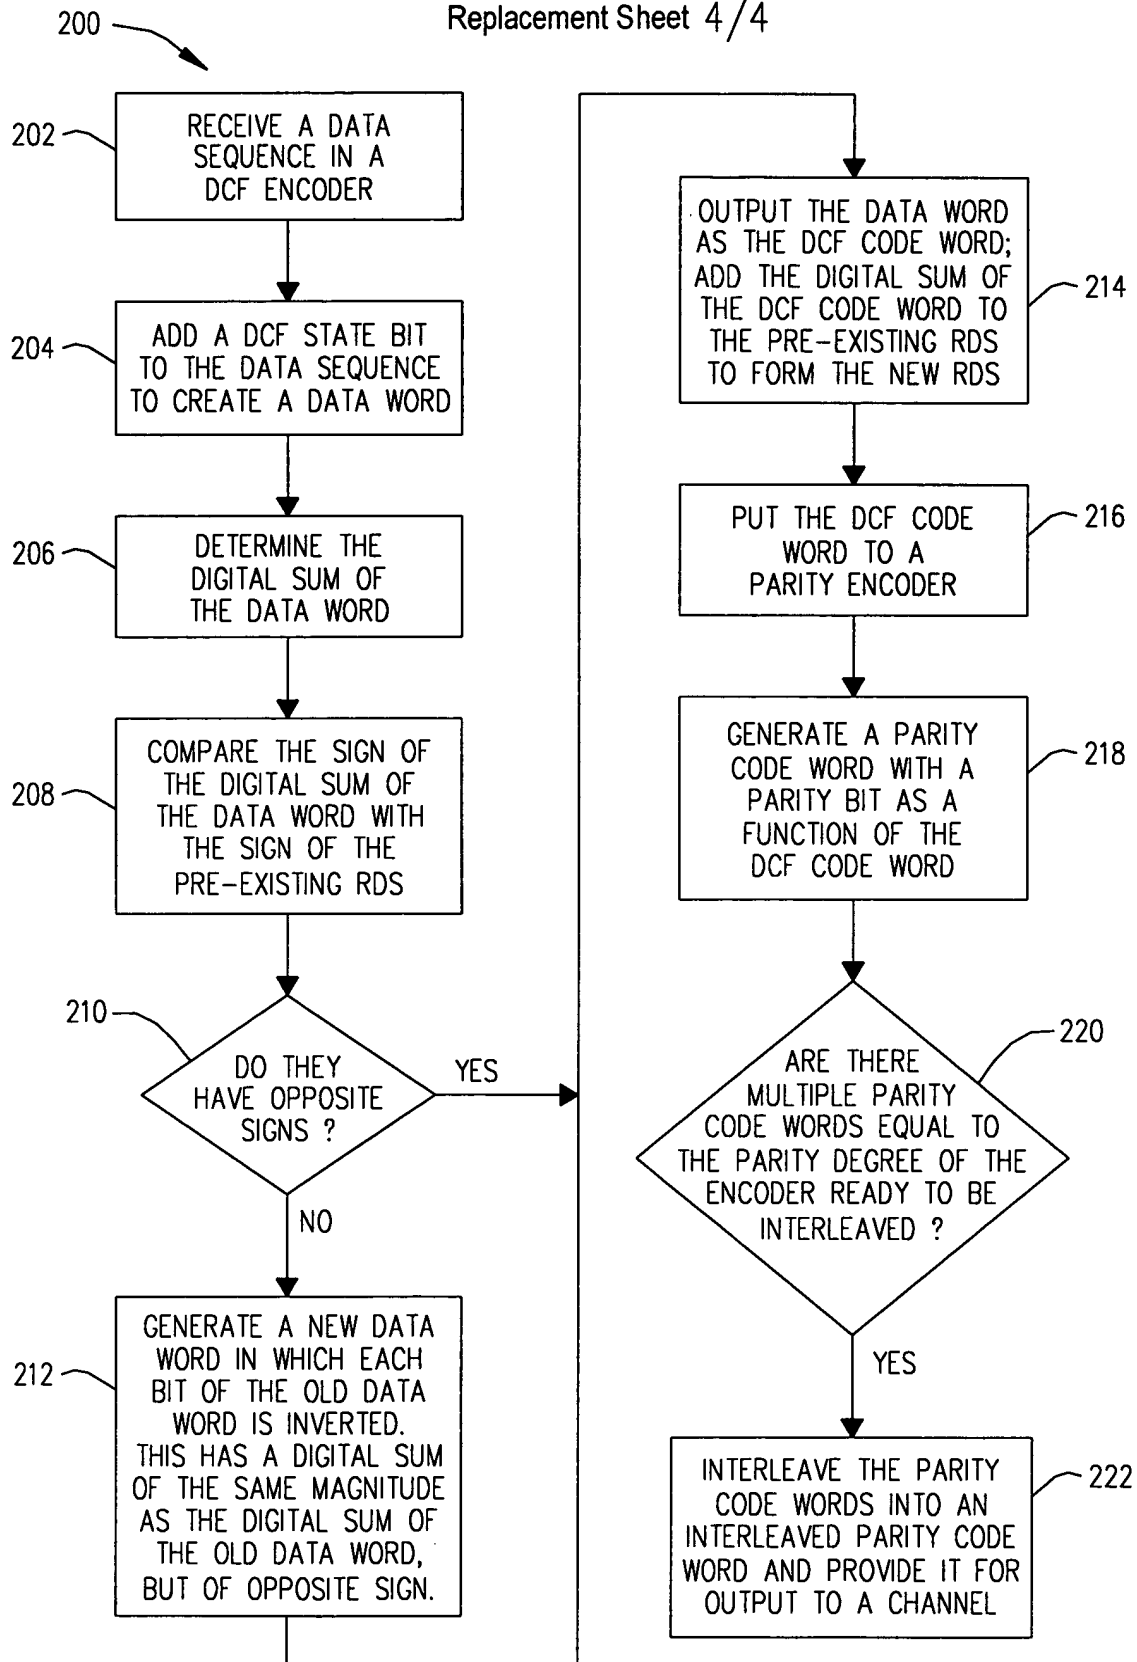 Replacement Sheet 4/4
200
202
RECEIVE A DATA
SEQUENCE IN A
DCF ENCODER
204
ADD A DCF STATE BIT
TO THE DATA SEQUENCE
TO CREATE A DATA WORD
206
DETERMINE THE
DIGITAL SUM OF
THE DATA WORD
208
COMPARE THE SIGN OF
THE DIGITAL SUM OF
THE DATA WORD WITH
THE SIGN OF THE
PRE-EXISTING RDS
210
DO THEY
HAVE OPPOSITE
SIGNS ?
YES
NO
212
GENERATE A NEW DATA
WORD IN WHICH EACH
BIT OF THE OLD DATA
WORD IS INVERTED.
THIS HAS A DIGITAL SUM
OF THE SAME MAGNITUDE
AS THE DIGITAL SUM OF
THE OLD DATA WORD,
BUT OF OPPOSITE SIGN.
OUTPUT THE DATA WORD
AS THE DCF CODE WORD;
ADD THE DIGITAL SUM OF
THE DCF CODE WORD TO
THE PRE-EXISTING RDS
TO FORM THE NEW RDS
214
PUT THE DCF CODE
WORD TO A
PARITY ENCODER
216
GENERATE A PARITY
CODE WORD WITH A
PARITY BIT AS A
FUNCTION OF THE
DCF CODE WORD
218
220
ARE THERE
MULTIPLE PARITY
CODE WORDS EQUAL TO
THE PARITY DEGREE OF THE
ENCODER READY TO BE
INTERLEAVED ?
YES
INTERLEAVE THE PARITY
CODE WORDS INTO AN
INTERLEAVED PARITY CODE
WORD AND PROVIDE IT FOR
OUTPUT TO A CHANNEL
222